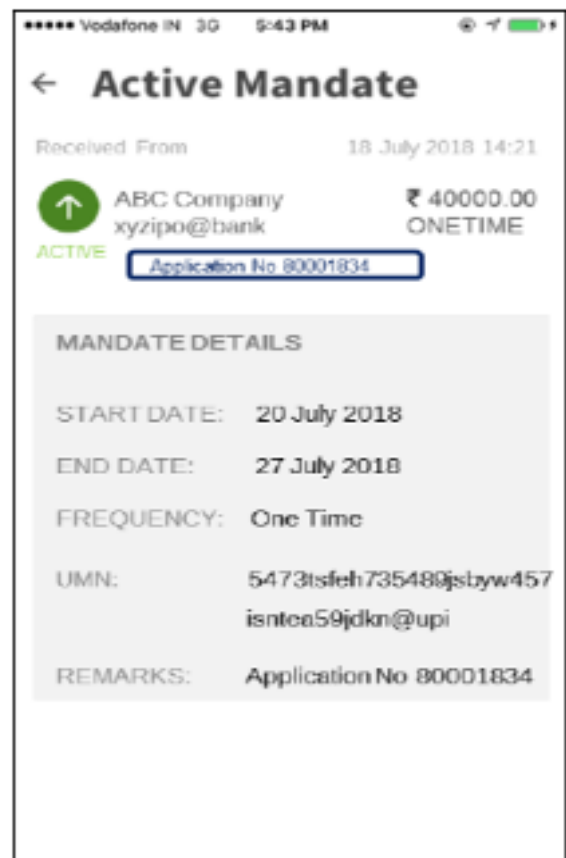 Vodafone IN 3G 5:43 PM
← Active Mandate
Received From 18 July 2018 14:21
ABC Company ₹ 40000.00
xyzipo@bank ONETIME
ACTIVE
Application No 80001834
MANDATE DETAILS
START DATE: 20 July 2018
END DATE: 27 July 2018
FREQUENCY: One Time
UMN: 5473tsfeh735489jsbyw457
isntea59jdkn@upi
REMARKS: Application No 80001834